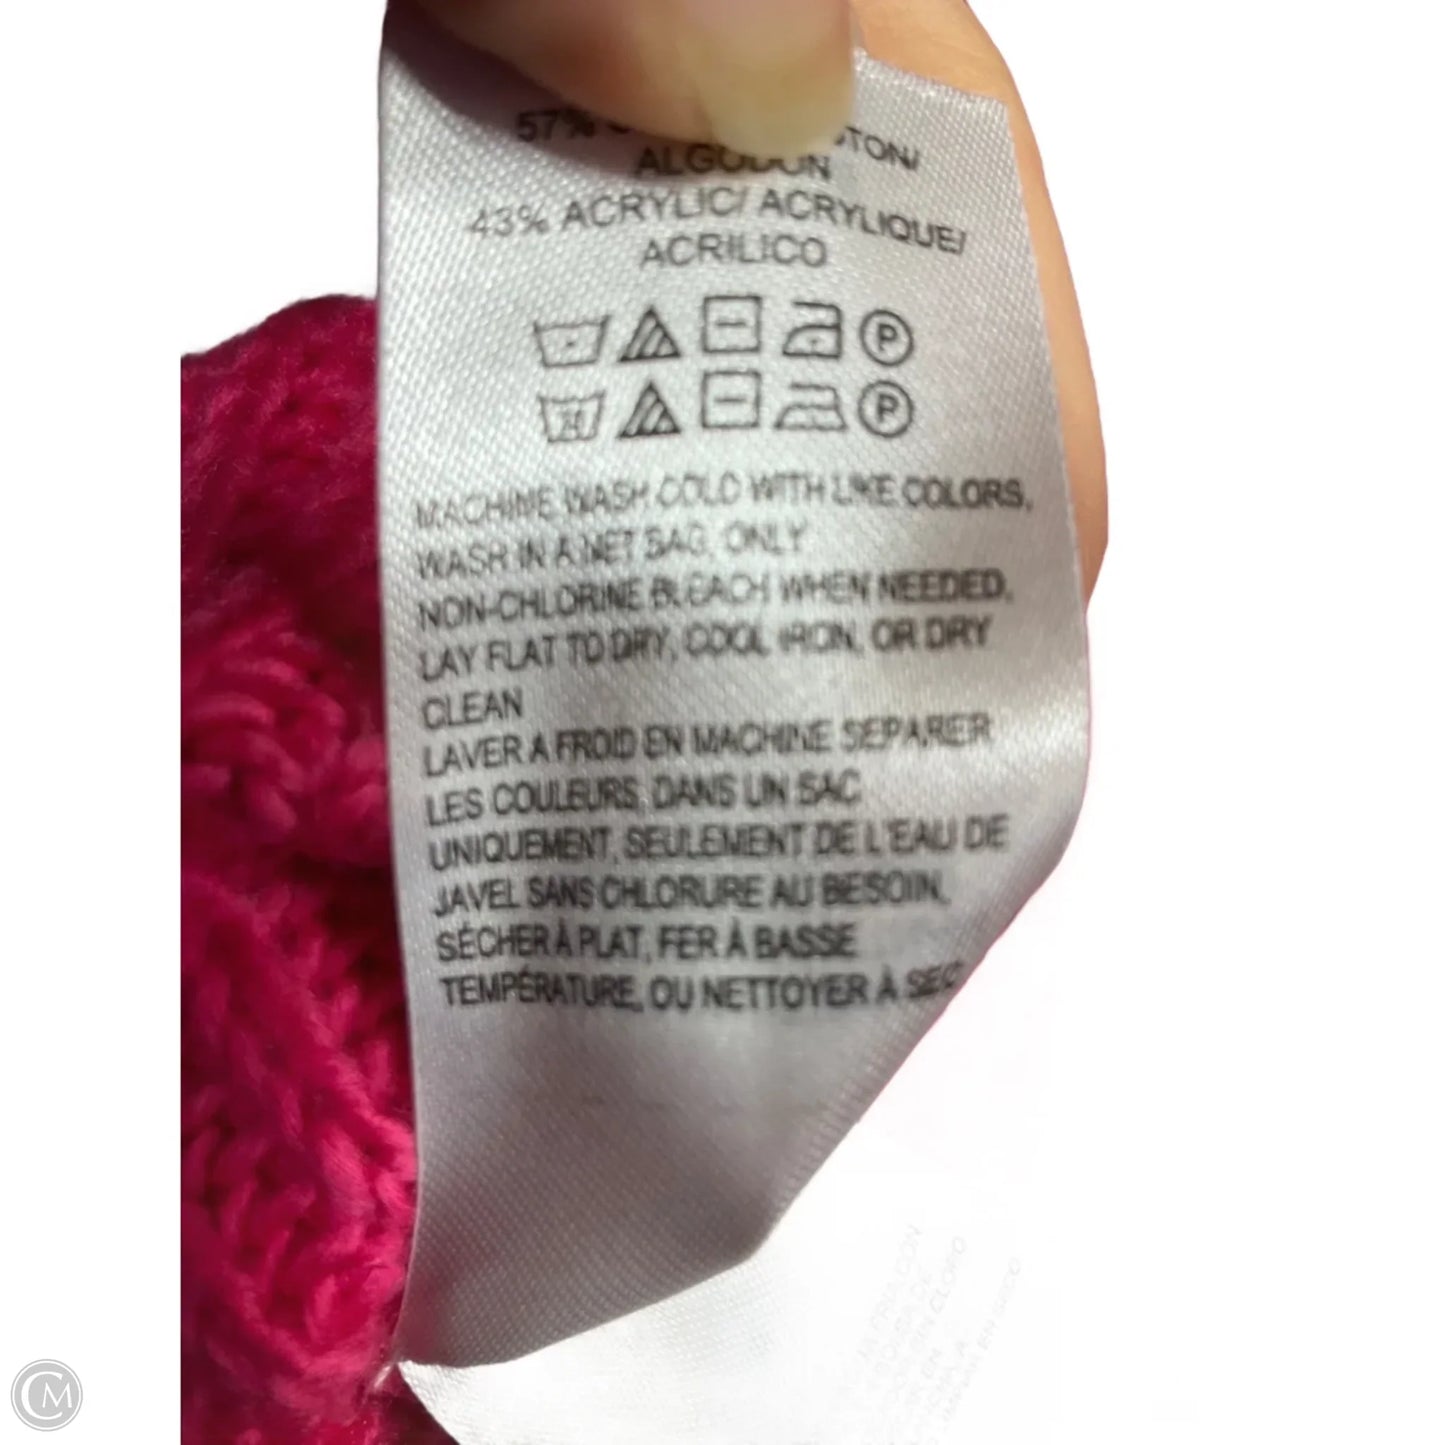 57%
ALGODON
43% ACRYLIC/ ACRYLIQUE/
ACRILICO
P
P
MACHINE WASH COLD WITH LIKE COLORS,
WASH IN A NET BAG, ONLY
NON-CHLORINE BLEACH WHEN NEEDED,
LAY FLAT TO DRY, COOL IRON, OR DRY
CLEAN
LAVER A FROID EN MACHINE SEPARER
LES COULEURS, DANS UN SAC
UNIQUEMENT, SEULEMENT DE L'EAU DE
JAVEL SANS CHLORURE AU BESOIN,
SÉCHER À PLAT, FER À BASSE
TEMPÉRATURE, OU NETTOYER À SEC
CM